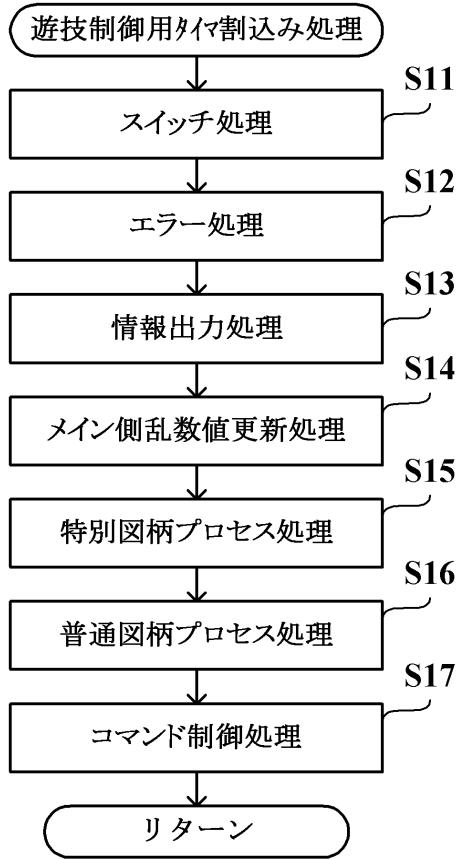 遊技制御用ﾀｲﾏ割込み処理
S11
スイッチ処理
S12
エラー処理
S13
情報出力処理
S14
メイン側乱数値更新処理
S15
特別図柄プロセス処理
S16
普通図柄プロセス処理
S17
コマンド制御処理
リターン